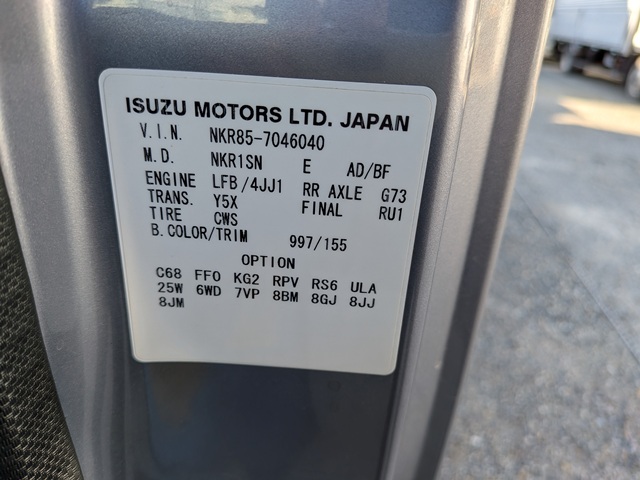 ISUZU MOTORS LTD. JAPAN
V.I.N. NKR85-7046040
M.D. NKR1SN E AD/BF
ENGINE LFB/4JJ1 RR AXLE G73
TRANS. Y5X FINAL RU1
TIRE CWS
B.COLOR/TRIM 997/155
OPTION
C68 FF0 KG2 RPV RS6 ULA
25W 6WD 7VP 8BM 8GJ 8JJ
8JM